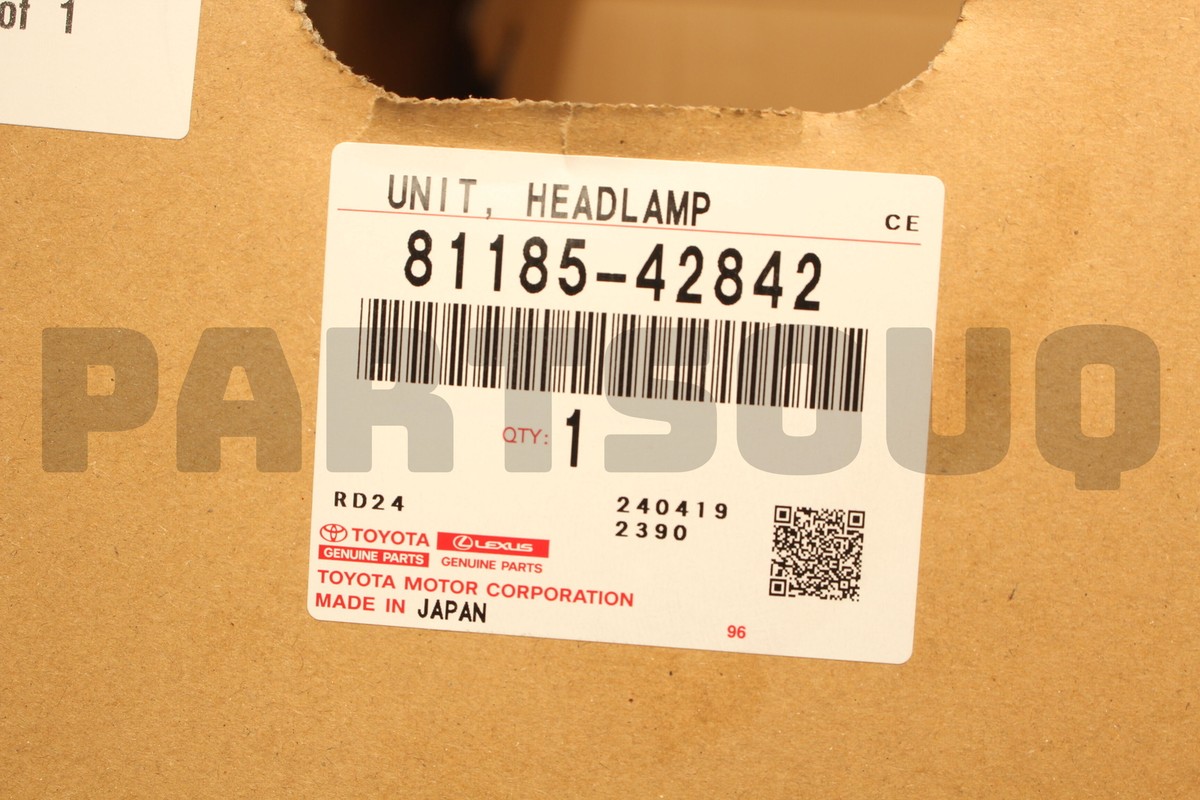 of 1
UNIT, HEADLAMP
CE
81185-42842
QTY: 1
RD24
240419
2390
TOYOTA
GENUINE PARTS
LEXUS
GENUINE PARTS
TOYOTA MOTOR CORPORATION
MADE IN JAPAN
96
PARTSOUQ